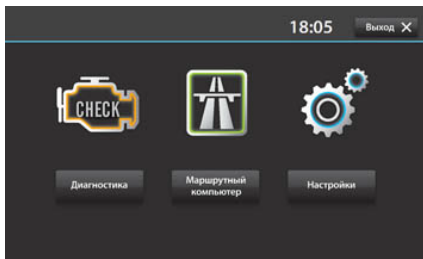 18:05 Выход X
CHECK
Диагностика
Маршрутный
компьютер
Настройки